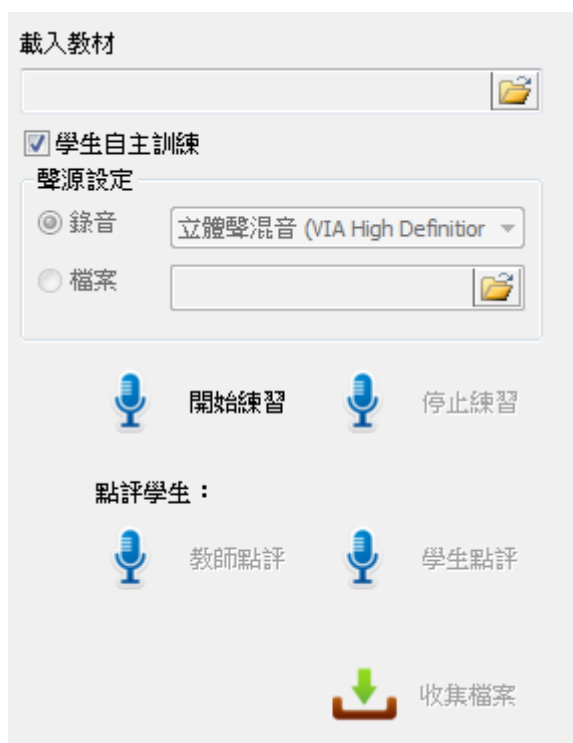 載入教材
學生自主訓練
聲源設定
錄音 立體聲混音 (VIA High Definition
檔案
開始練習 停止練習
點評學生：
教師點評 學生點評
收集檔案